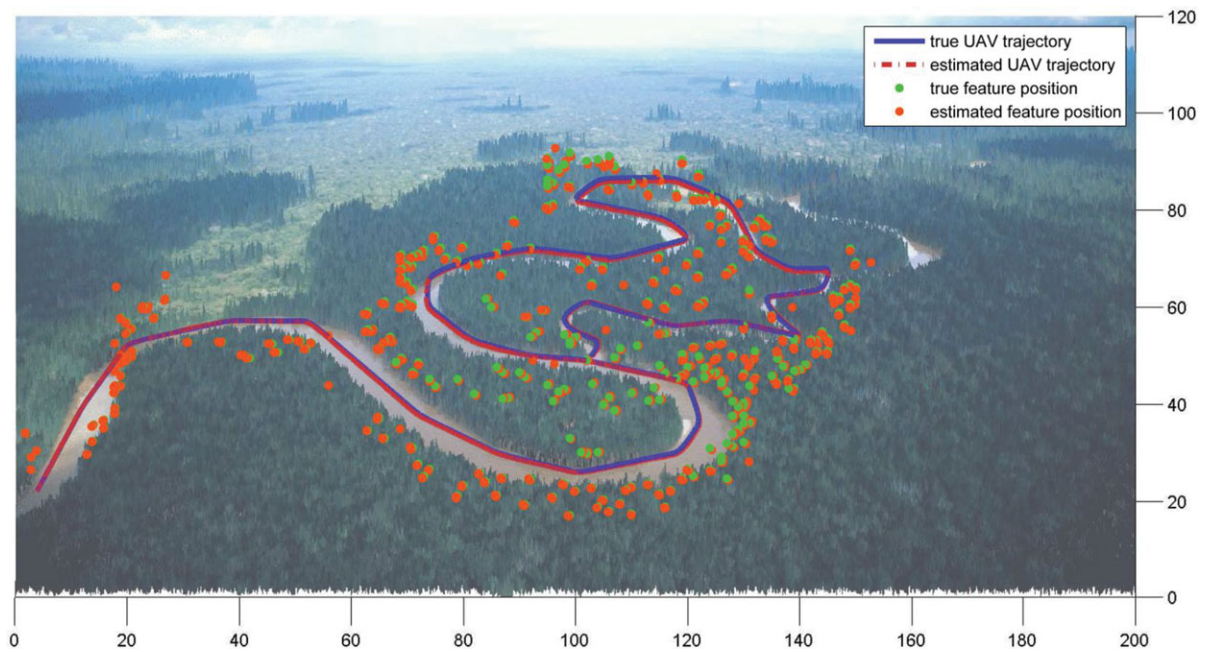 true UAV trajectory
estimated UAV trajectory
true feature position
estimated feature position
120
100
80
60
40
20
0
0 20 40 60 80 100 120 140 160 180 200